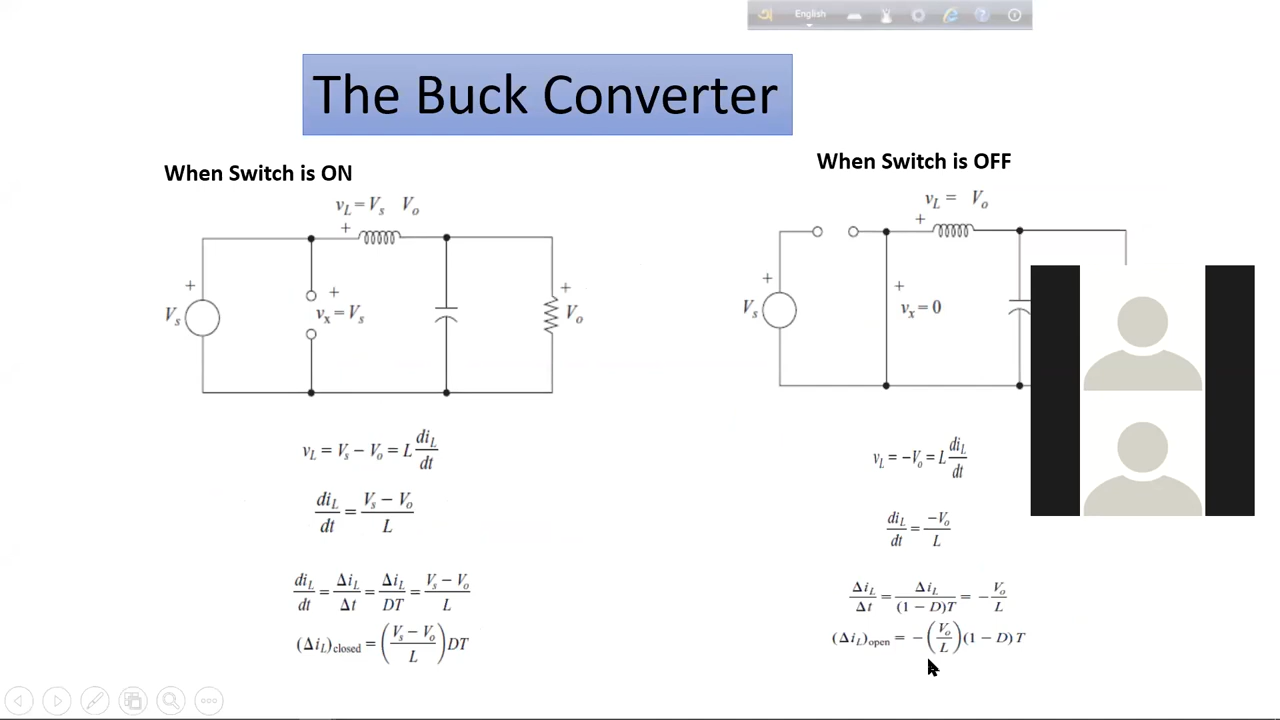 English
The Buck Converter
When Switch is ON
v_L = V_s V_o
+
+
+
+
V_s
v_x = V_s
V_o
v_L = V_s − V_o = L di_L/dt
di_L/dt = (V_s − V_o)/L
di_L/dt = Δi_L/Δt = Δi_L/DT = (V_s − V_o)/L
(Δi_L)_closed = ((V_s − V_o)/L) DT
When Switch is OFF
v_L = V_o
+
+
+
V_s
v_x = 0
v_L = −V_o = L di_L/dt
di_L/dt = −V_o/L
Δi_L/Δt = Δi_L/((1 − D)T) = −V_o/L
(Δi_L)_open = −(V_o/L)(1 − D)T